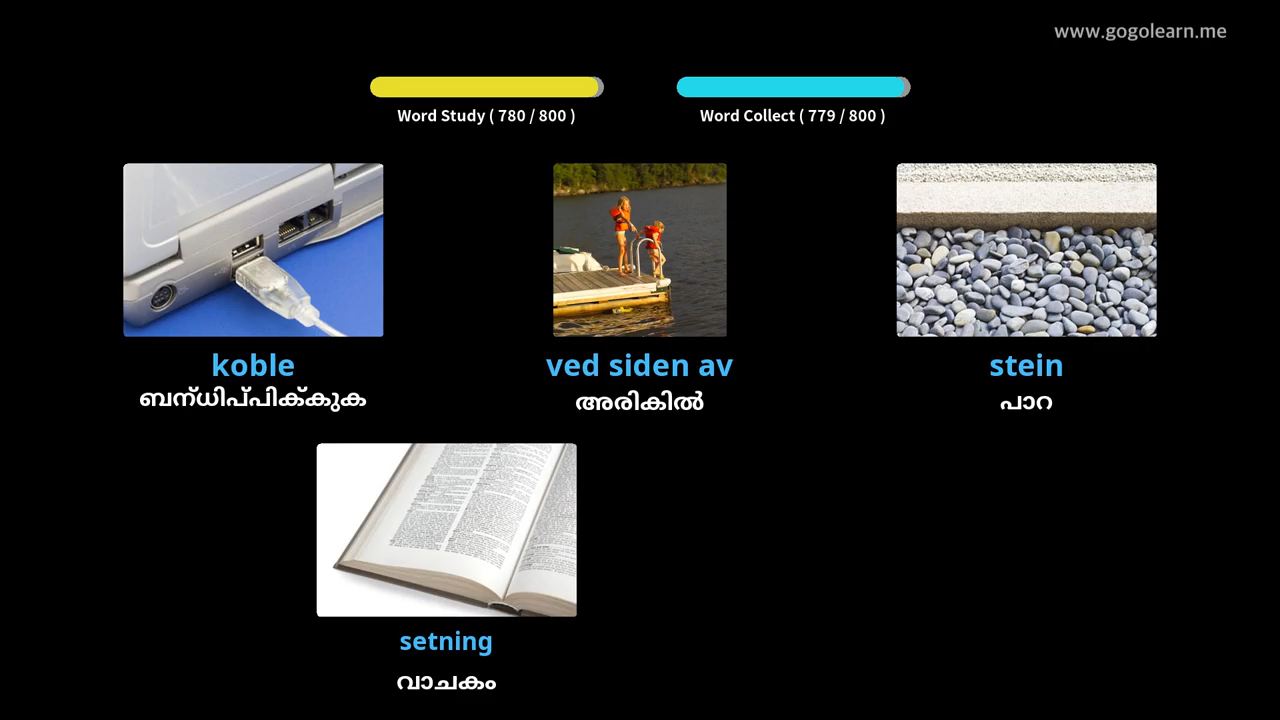 www.gogolearn.me
Word Study ( 780 / 800 )
Word Collect ( 779 / 800 )
koble
ved siden av
stein
ബന്ധിപ്പിക്കുക
അരികിൽ
പാറ
setning
വാചകം